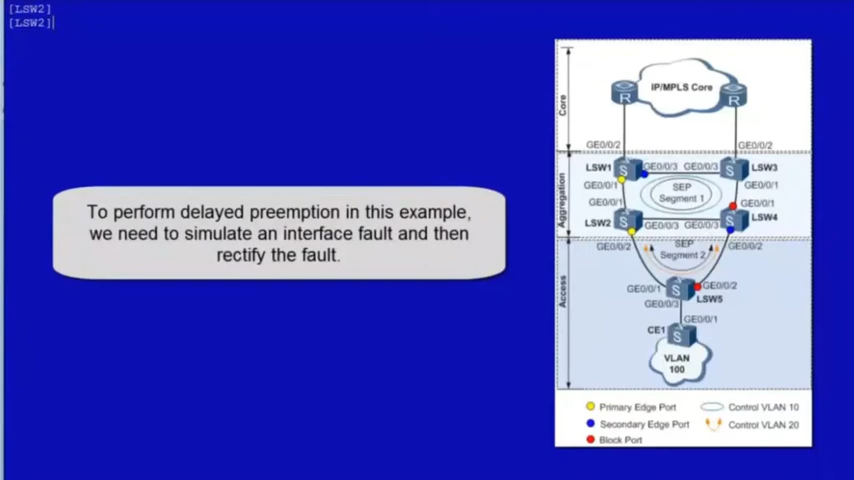 [LSW2]
[LSW2]
To perform delayed preemption in this example,
we need to simulate an interface fault and then
rectify the fault.
Core
IP/MPLS Core
R
R
GE0/0/2
GE0/0/2
Aggregation
LSW1
S
GE0/0/3
GE0/0/3
S
LSW3
GE0/0/1
GE0/0/1
SEP
Segment 1
GE0/0/1
GE0/0/1
LSW2
S
GE0/0/3
GE0/0/3
S
LSW4
Access
GE0/0/2
SEP
Segment 2
GE0/0/2
GE0/0/1
S
GE0/0/2
LSW5
GE0/0/3
GE0/0/1
CE1
S
VLAN
100
Primary Edge Port
Control VLAN 10
Secondary Edge Port
Control VLAN 20
Block Port